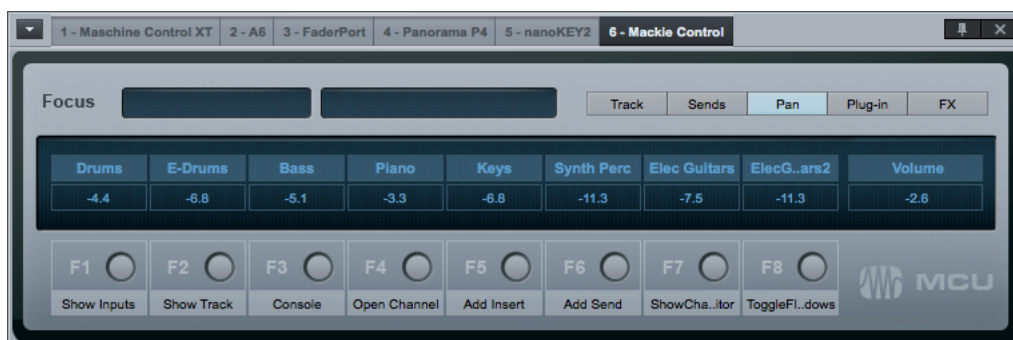 1 - Maschine Control XT 2 - A6 3 - FaderPort 4 - Panorama P4 5 - nanoKEY2 6 - Mackie Control
Focus Track Sends Pan Plug-in FX
Drums E-Drums Bass Piano Keys Synth Perc Elec Guitars ElecG..ars2 Volume
-4.4 -6.8 -5.1 -3.3 -6.8 -11.3 -7.5 -11.3 -2.6
F1 F2 F3 F4 F5 F6 F7 F8 MCU
Show Inputs Show Track Console Open Channel Add Insert Add Send ShowCha..itor ToggleFl..dows